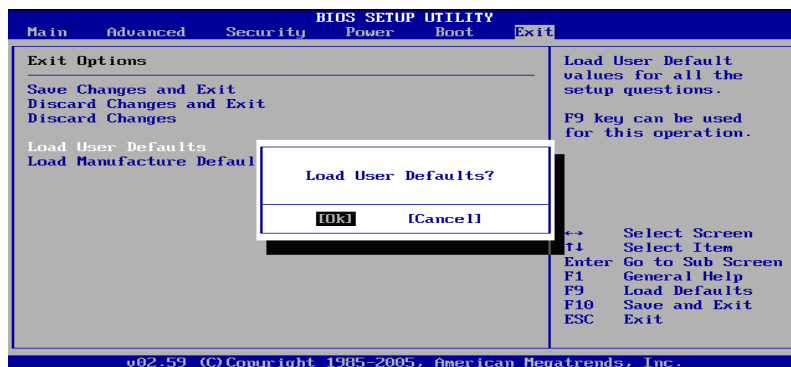 BIOS SETUP UTILITY
Main Advanced Security Power Boot Exit
Exit Options
Save Changes and Exit
Discard Changes and Exit
Discard Changes
Load User Defaults
Load Manufacture Defaul
Load User Defaults?
[Ok] [Cancel]
Load User Default
values for all the
setup questions.
F9 key can be used
for this operation.
↔ Select Screen
↑↓ Select Item
Enter Go to Sub Screen
F1 General Help
F9 Load Defaults
F10 Save and Exit
ESC Exit
v02.59 (C)Copyright 1985-2005, American Megatrends, Inc.